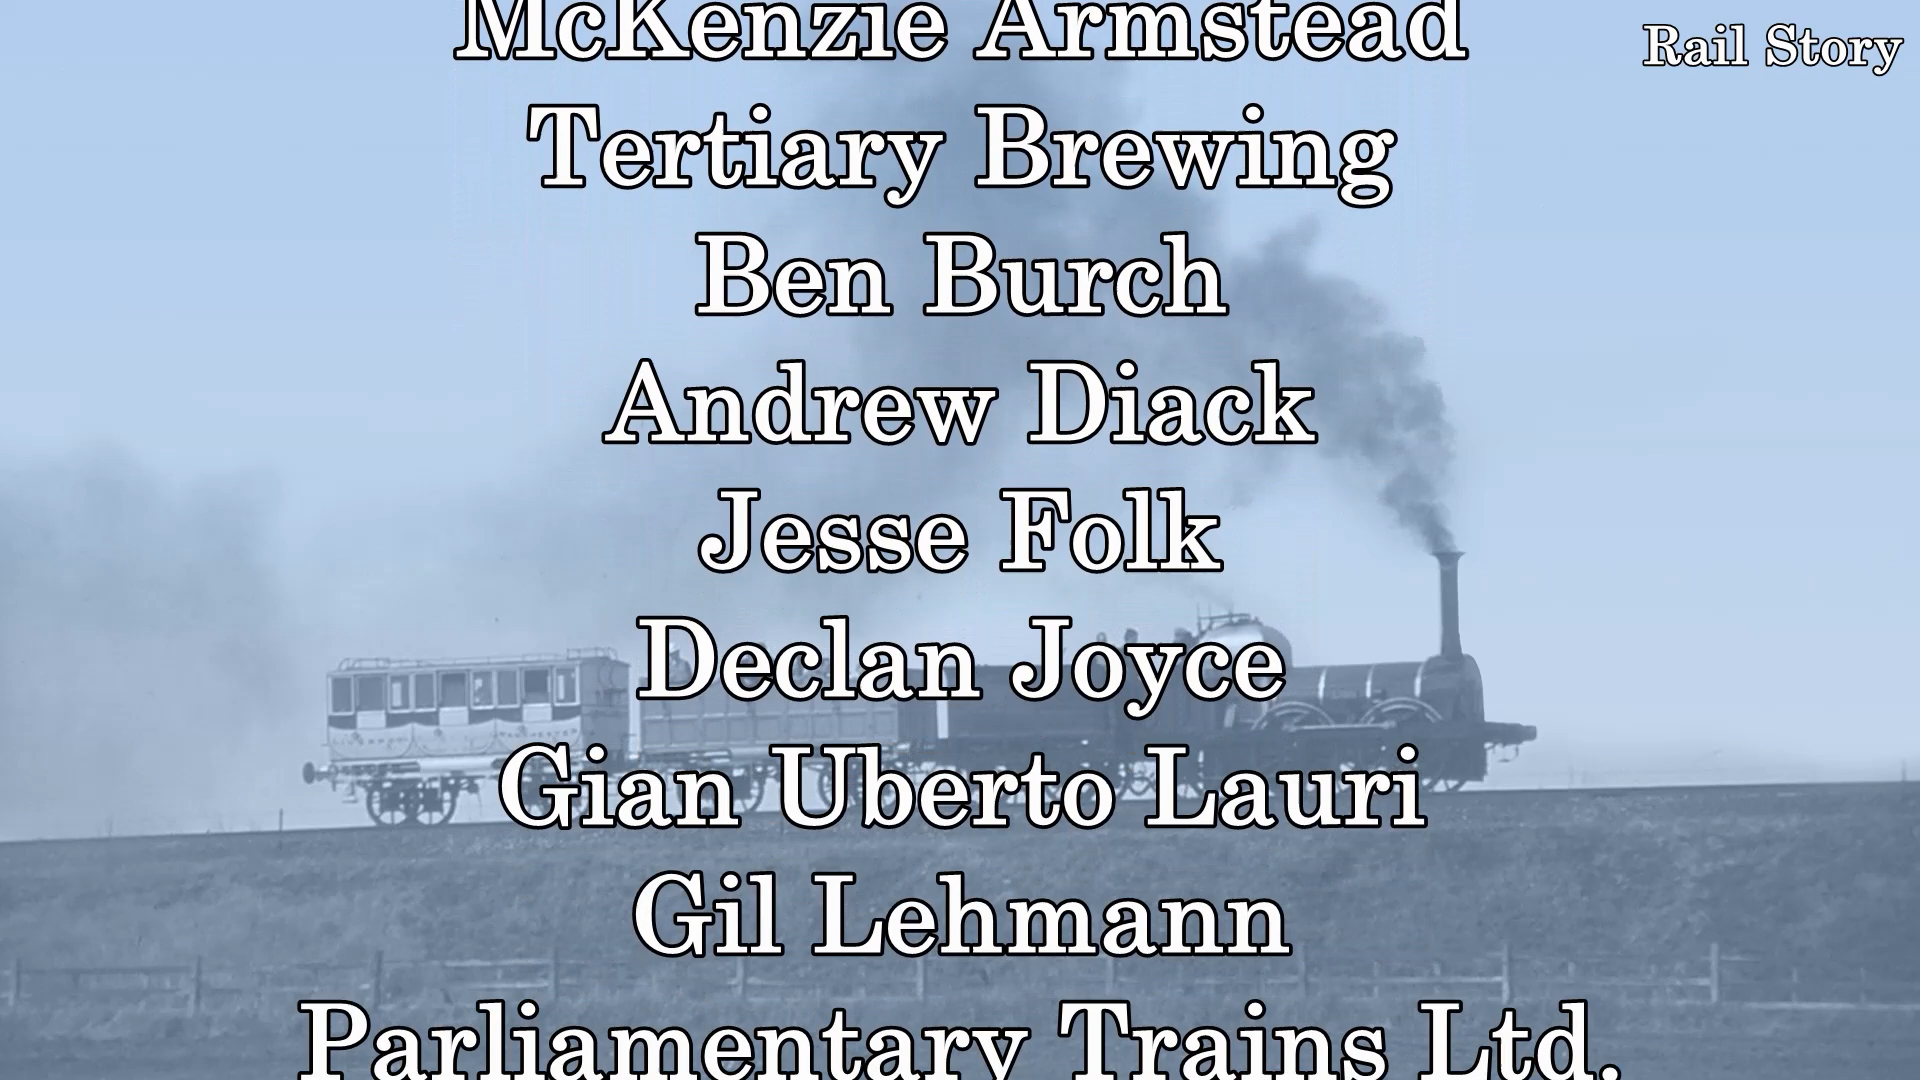 McKenzie Armstead
Rail Story
Tertiary Brewing
Ben Burch
Andrew Diack
Jesse Folk
Declan Joyce
Gian Uberto Lauri
Gil Lehmann
Parliamentary Trains Ltd.